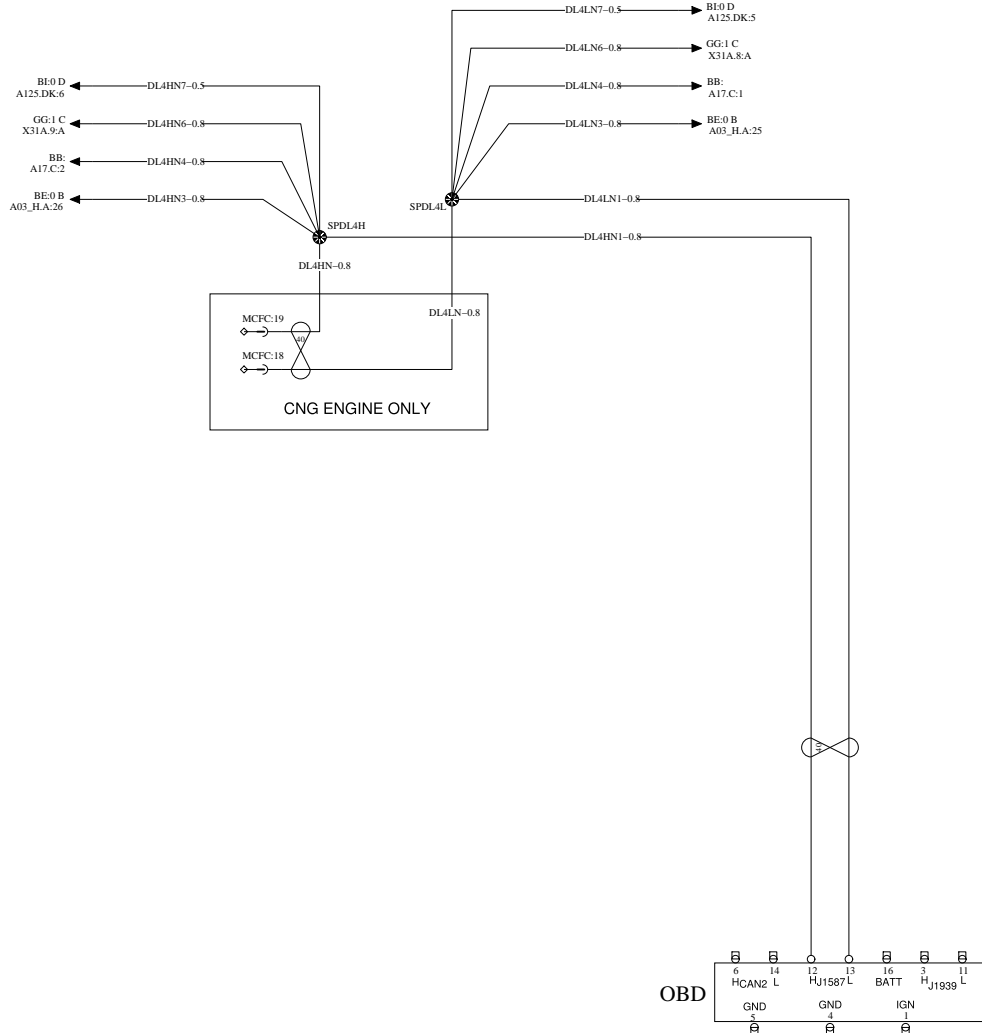 DL4LN7-0.5
BI:0 D
A125.DK:5
DL4LN6-0.8
GG:1 C
X31A.8:A
BI:0 D
A125.DK:6
DL4HN7-0.5
DL4LN4-0.8
BB:
A17.C:1
GG:1 C
X31A.9:A
DL4HN6-0.8
DL4LN3-0.8
BE:0 B
A03_H.A:25
BB:
A17.C:2
DL4HN4-0.8
BE:0 B
A03_H.A:26
DL4HN3-0.8
SPDL4L
DL4LN1-0.8
SPDL4H
DL4HN1-0.8
DL4HN-0.8
DL4LN-0.8
MCFC:19
40
MCFC:18
CNG ENGINE ONLY
40
OBD
6 14 12 13 16 3 11
H CAN2 L H J1587 L BATT H J1939 L
GND GND IGN
5 4 1